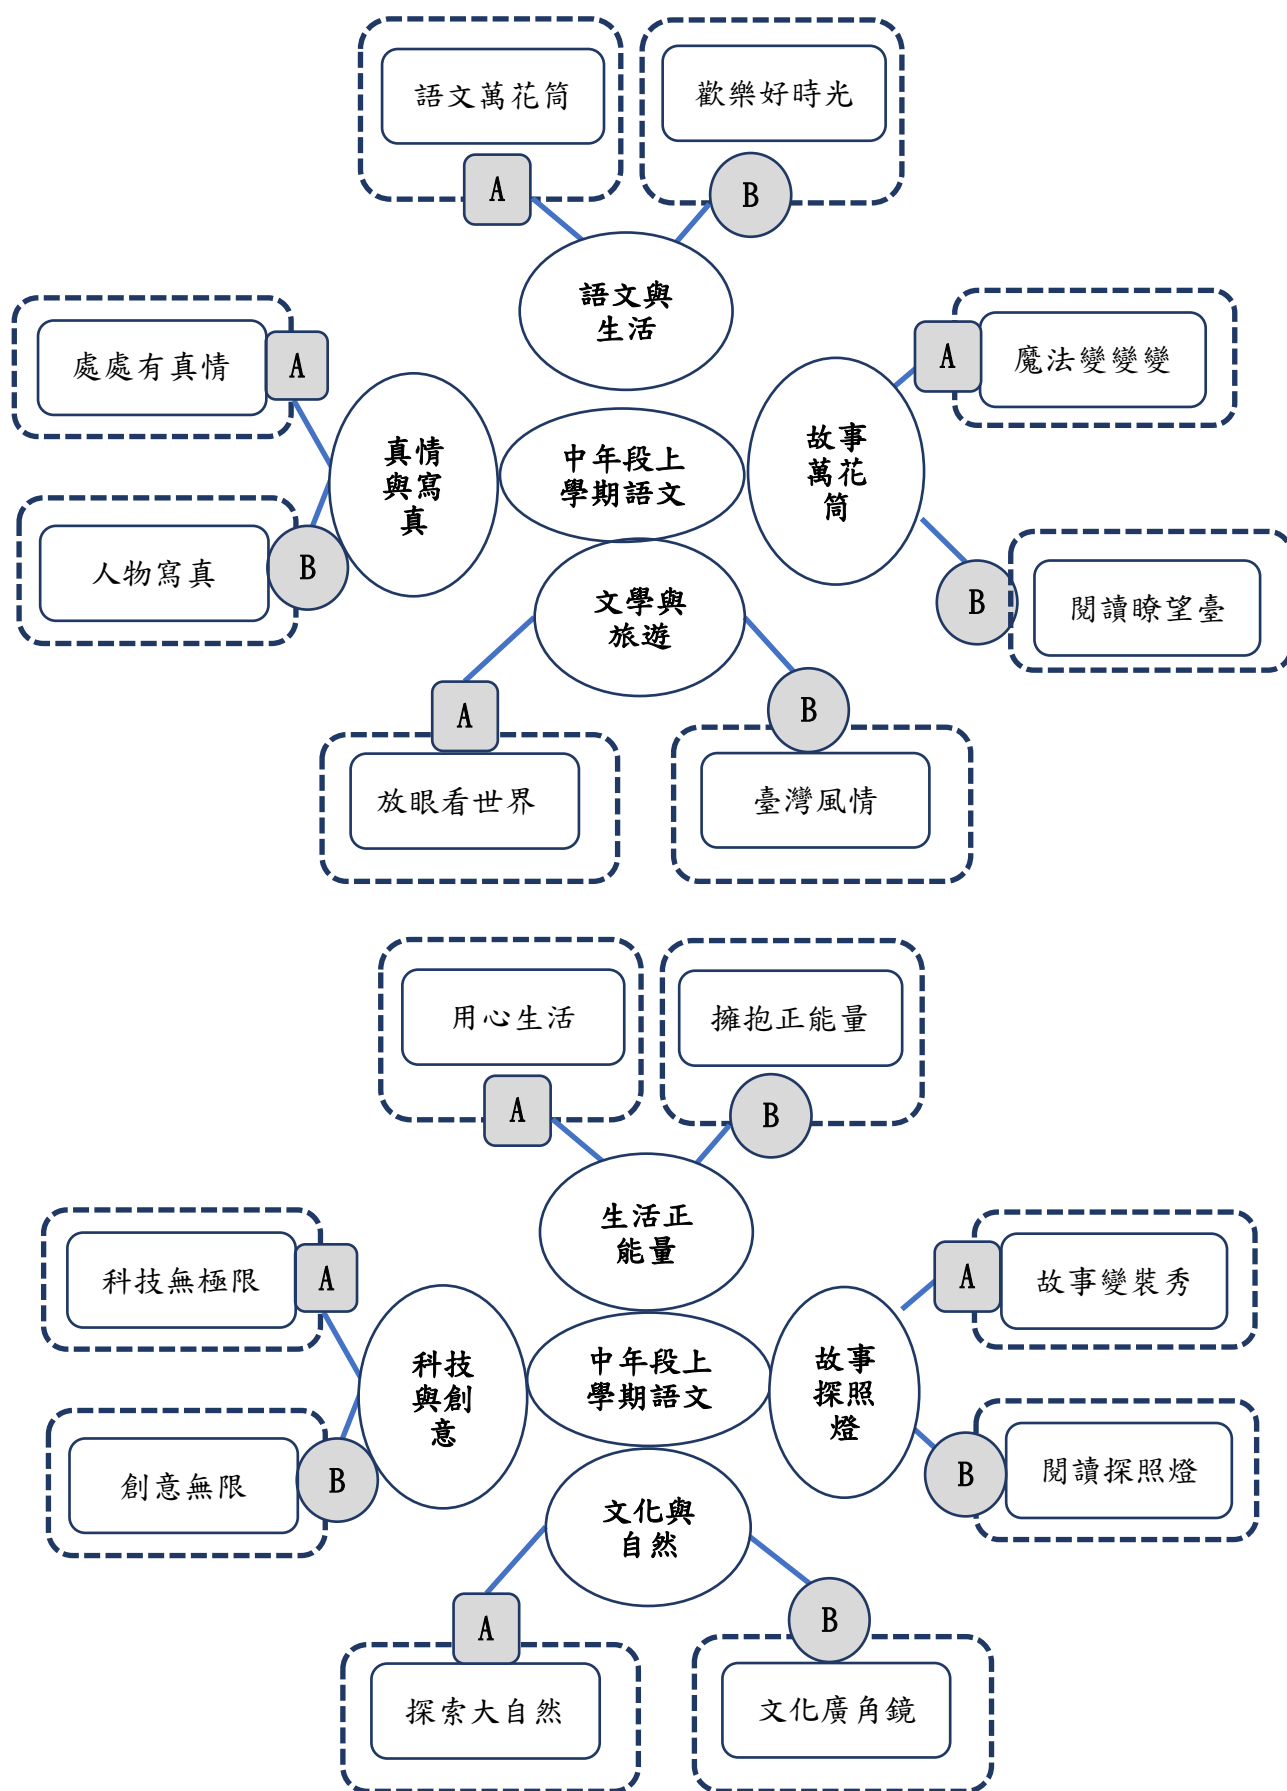 語文萬花筒
歡樂好時光
A
B
語文與
生活
處處有真情
A
A
魔法變變變
真情
與寫
真
中年段上
學期語文
故事
萬花
筒
人物寫真
B
文學與
旅遊
B
閱讀瞭望臺
A
B
放眼看世界
臺灣風情
用心生活
擁抱正能量
A
B
生活正
能量
科技無極限
A
A
故事變裝秀
科技
與創
意
中年段上
學期語文
故事
探照
燈
創意無限
B
B
閱讀探照燈
文化與
自然
A
B
探索大自然
文化廣角鏡